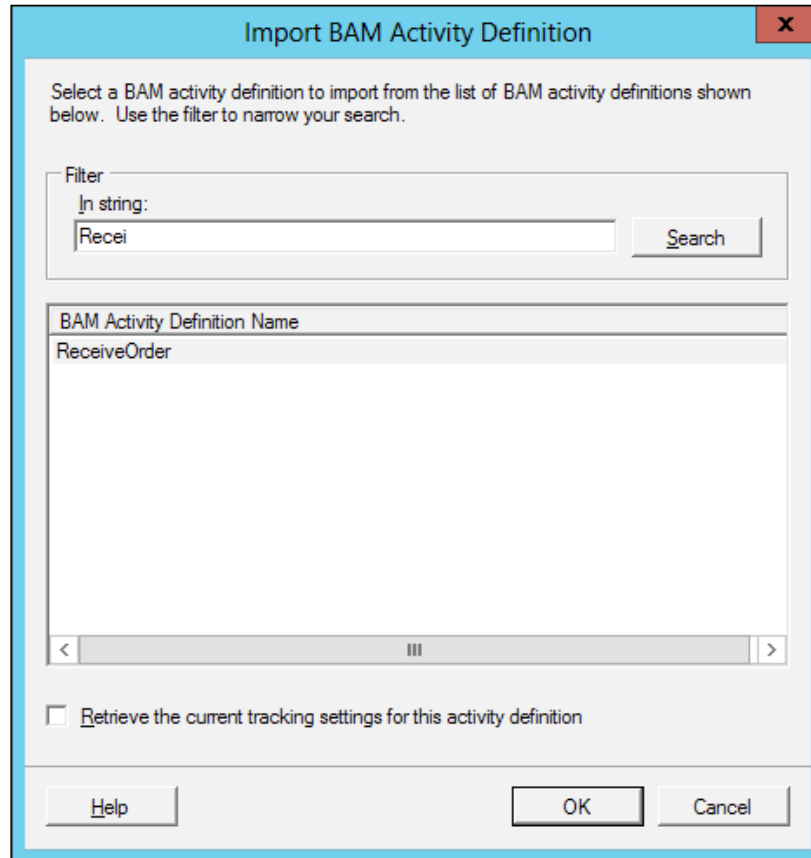 Import BAM Activity Definition
x
Select a BAM activity definition to import from the list of BAM activity definitions shown
below. Use the filter to narrow your search.
Filter
In string:
Recei
Search
BAM Activity Definition Name
ReceiveOrder
Retrieve the current tracking settings for this activity definition
Help
OK
Cancel